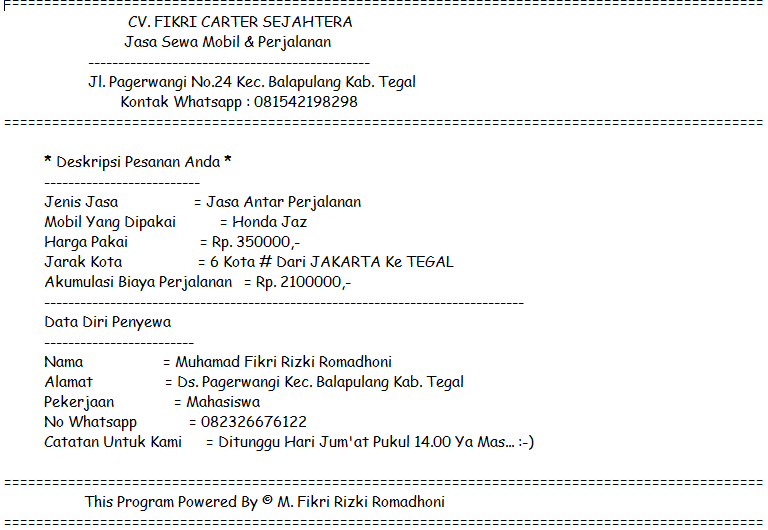 ===============================================================================================
CV. FIKRI CARTER SEJAHTERA
Jasa Sewa Mobil & Perjalanan
-----------------------------------------------
Jl. Pagerwangi No.24 Kec. Balapulang Kab. Tegal
Kontak Whatsapp : 081542198298
===============================================================================================
* Deskripsi Pesanan Anda *
--------------------------
Jenis Jasa = Jasa Antar Perjalanan
Mobil Yang Dipakai = Honda Jaz
Harga Pakai = Rp. 350000,-
Jarak Kota = 6 Kota # Dari JAKARTA Ke TEGAL
Akumulasi Biaya Perjalanan = Rp. 2100000,-
--------------------------------------------------------------------------------
Data Diri Penyewa
-------------------------
Nama = Muhamad Fikri Rizki Romadhoni
Alamat = Ds. Pagerwangi Kec. Balapulang Kab. Tegal
Pekerjaan = Mahasiswa
No Whatsapp = 082326676122
Catatan Untuk Kami = Ditunggu Hari Jum'at Pukul 14.00 Ya Mas... :-)
===============================================================================================
This Program Powered By © M. Fikri Rizki Romadhoni
===============================================================================================